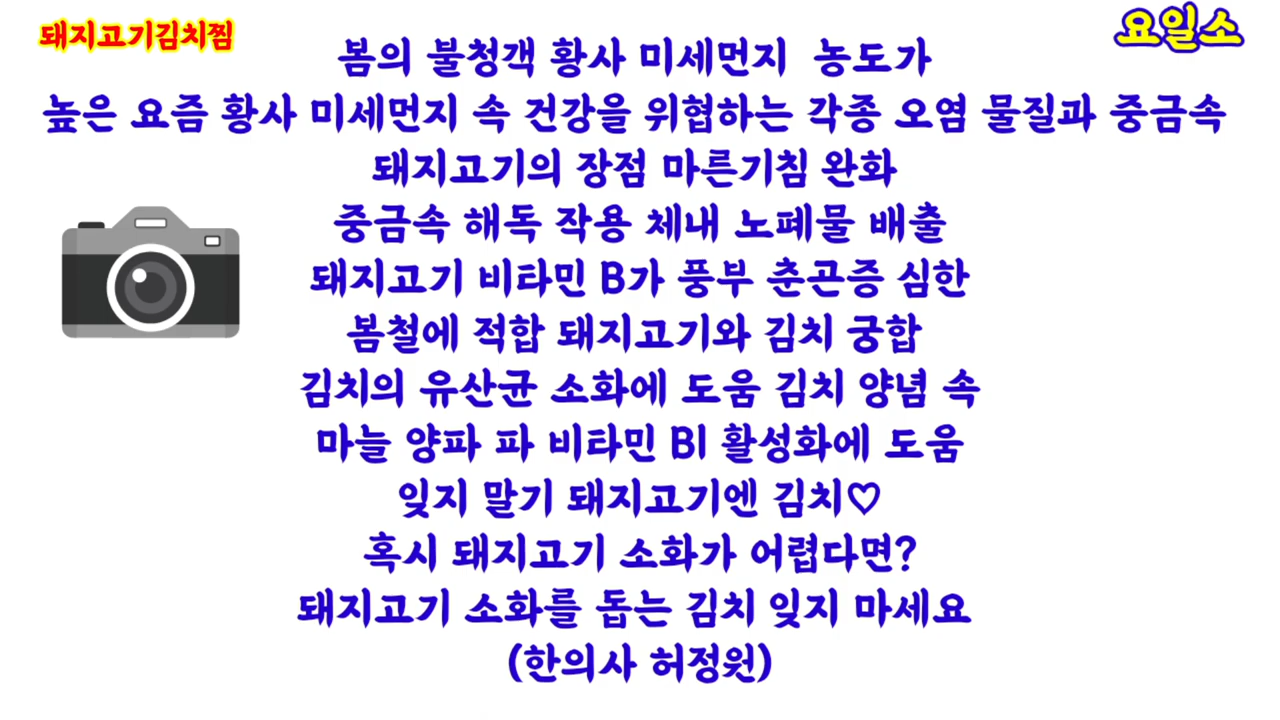 돼지고기김치찜
요일소
봄의 불청객 황사 미세먼지 농도가
높은 요즘 황사 미세먼지 속 건강을 위협하는 각종 오염 물질과 중금속
돼지고기의 장점 마른기침 완화
중금속 해독 작용 체내 노폐물 배출
돼지고기 비타민 B가 풍부 춘곤증 심한
봄철에 적합 돼지고기와 김치 궁합
김치의 유산균 소화에 도움 김치 양념 속
마늘 양파 파 비타민 B1 활성화에 도움
잊지 말기 돼지고기엔 김치♡
혹시 돼지고기 소화가 어렵다면?
돼지고기 소화를 돕는 김치 잊지 마세요
(한의사 허정원)